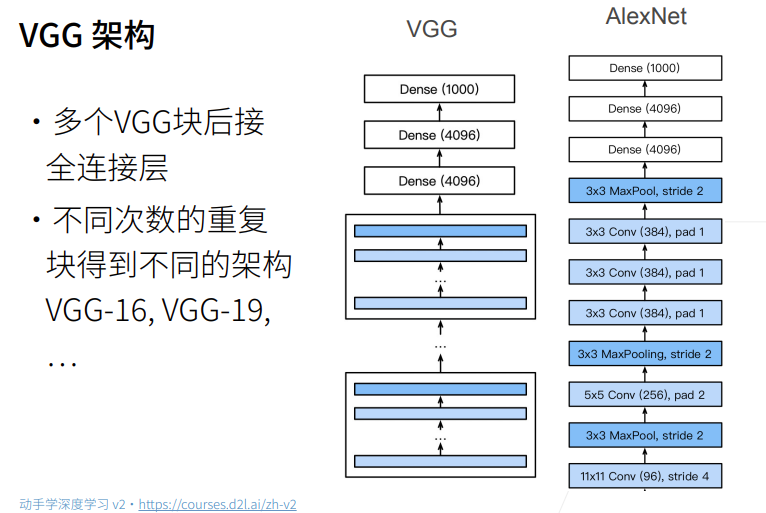 VGG 架构
• 多个VGG块后接
全连接层
• 不同次数的重复
块得到不同的架构
VGG-16, VGG-19,
…
VGG
Dense (1000)
Dense (4096)
Dense (4096)
…
…
…
AlexNet
Dense (1000)
Dense (4096)
Dense (4096)
3x3 MaxPool, stride 2
3x3 Conv (384), pad 1
3x3 Conv (384), pad 1
3x3 Conv (384), pad 1
3x3 MaxPooling, stride 2
5x5 Conv (256), pad 2
3x3 MaxPool, stride 2
11x11 Conv (96), stride 4
动手学深度学习 v2 • https://courses.d2l.ai/zh-v2